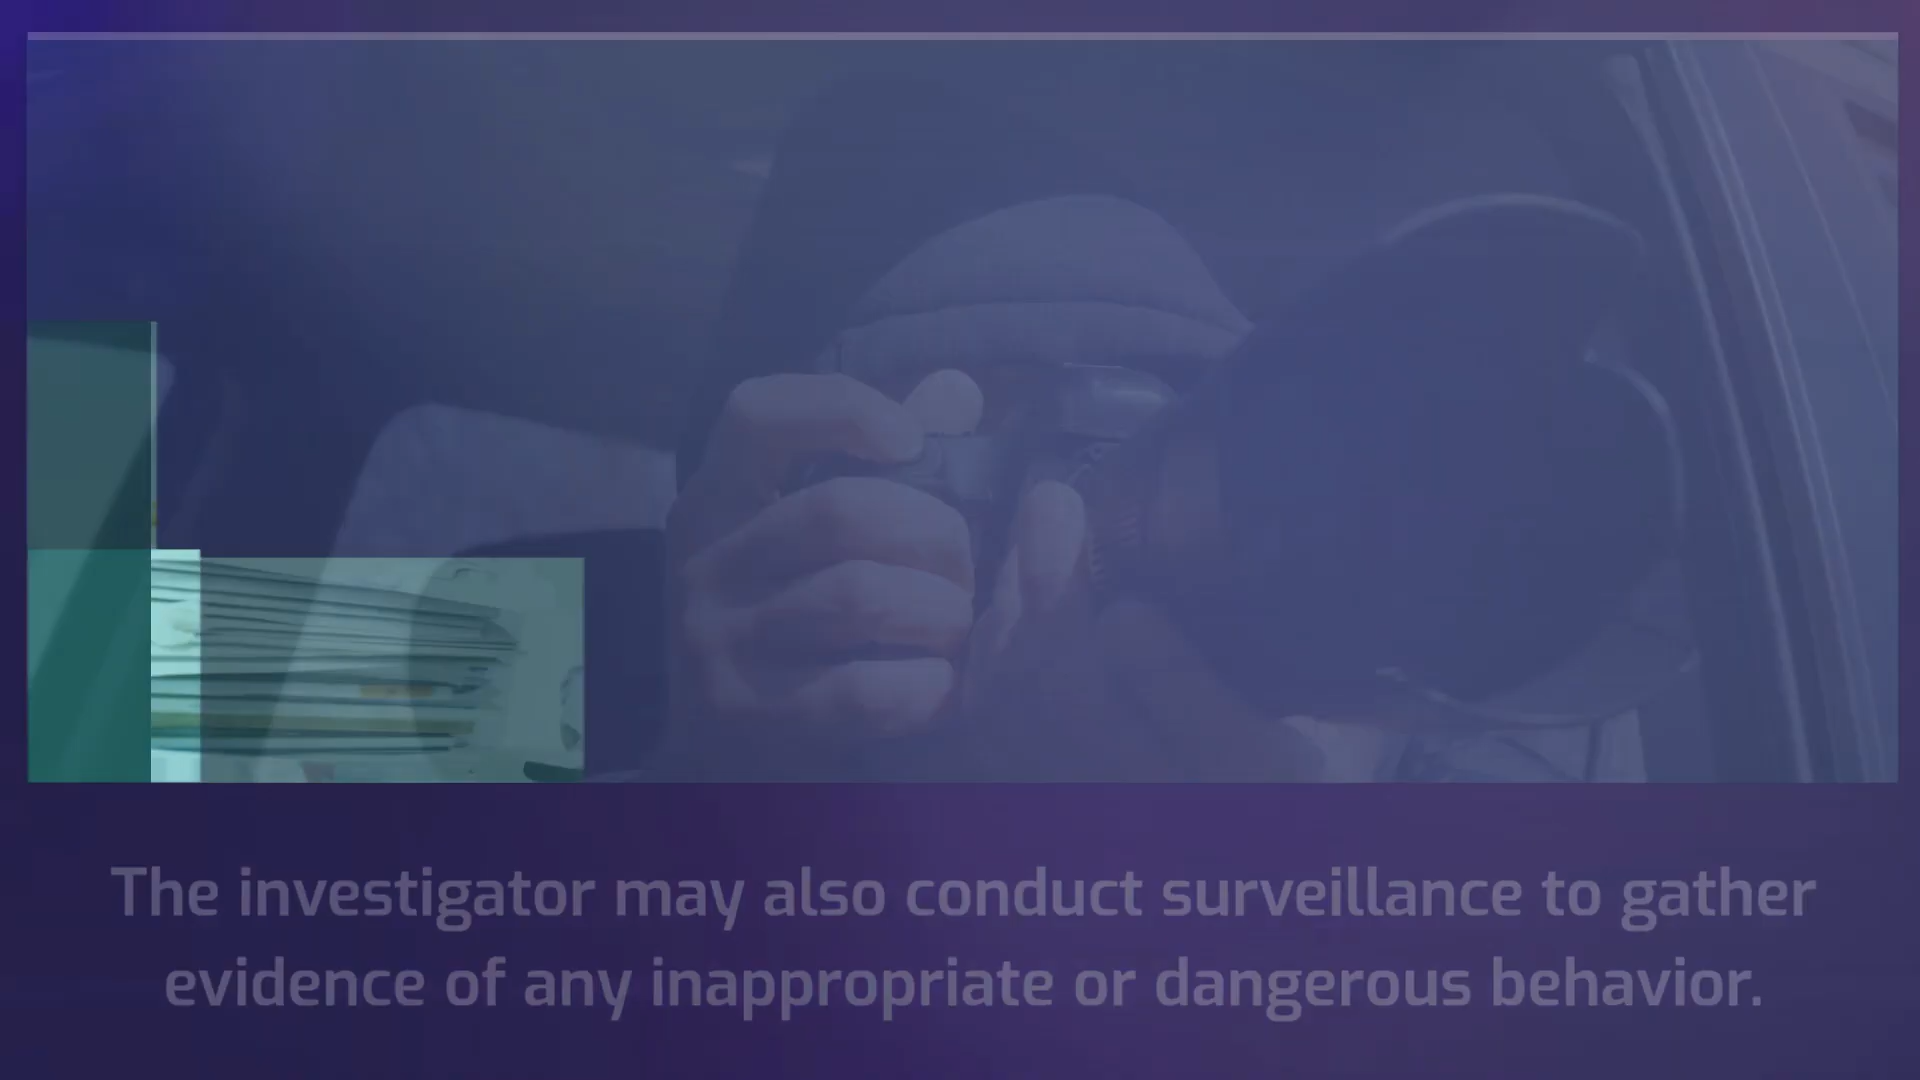 The investigator may also conduct surveillance to gather
evidence of any inappropriate or dangerous behavior.